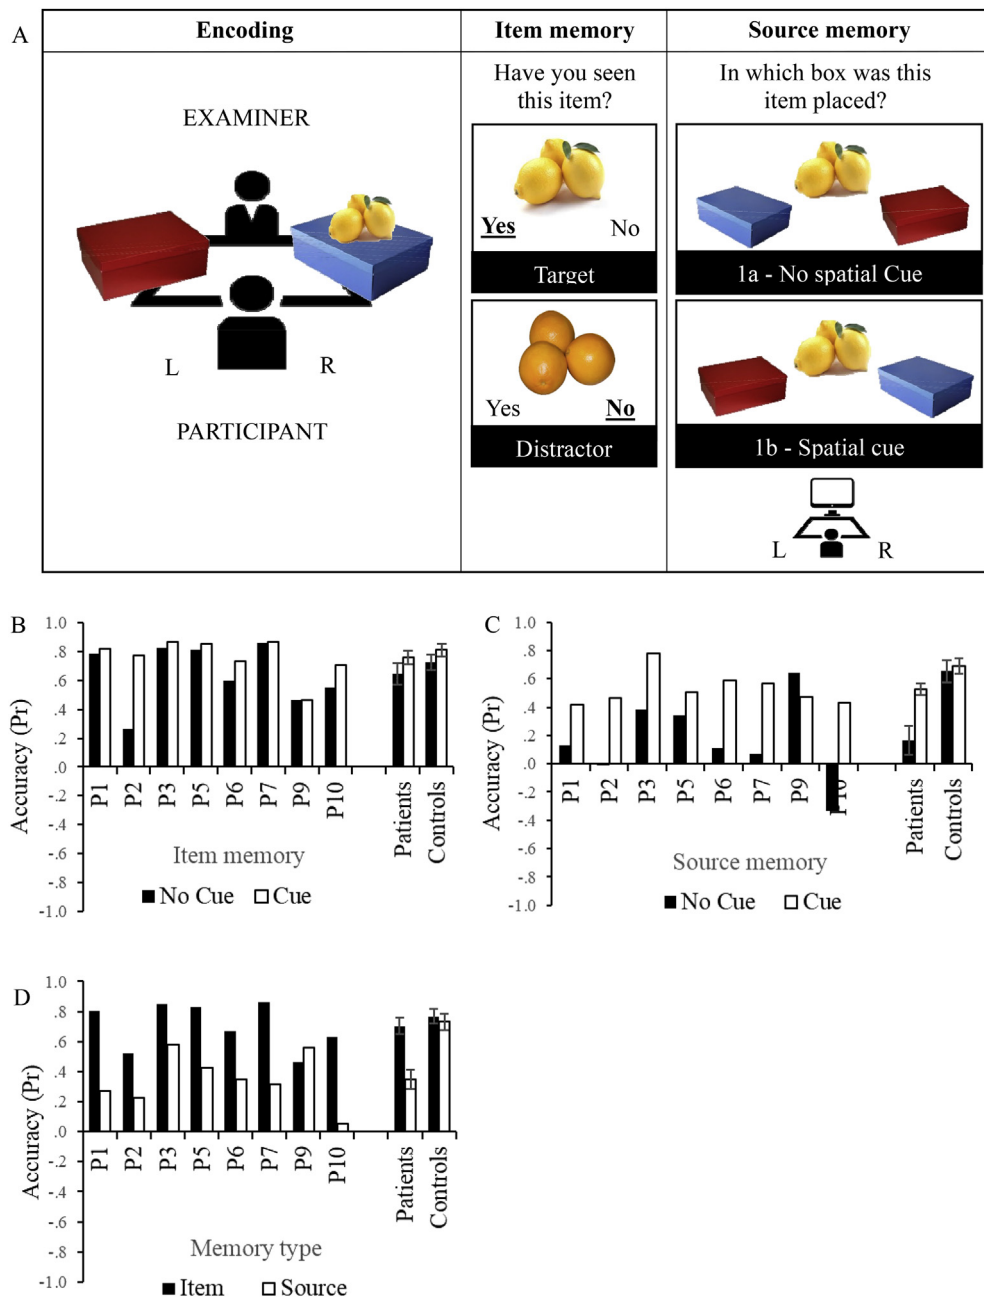 A
Encoding
Item memory
Source memory
EXAMINER
L
R
PARTICIPANT
Have you seen
this item?
Yes
No
Target
Yes
No
Distractor
In which box was this
item placed?
1a - No spatial Cue
1b - Spatial cue
L
R
B
Accuracy (Pr)
1.0
.8
.6
.4
.2
.0
-.2
-.4
-.6
-.8
-1.0
P1
P2
P3
P5
P6
P7
P9
P10
Patients
Controls
Item memory
No Cue
Cue
C
Accuracy (Pr)
1.0
.8
.6
.4
.2
.0
-.2
-.4
-.6
-.8
-1.0
P1
P2
P3
P5
P6
P7
P9
P10
Patients
Controls
Source memory
No Cue
Cue
D
Accuracy (Pr)
1.0
.8
.6
.4
.2
.0
-.2
-.4
-.6
-.8
-1.0
P1
P2
P3
P5
P6
P7
P9
P10
Patients
Controls
Memory type
Item
Source